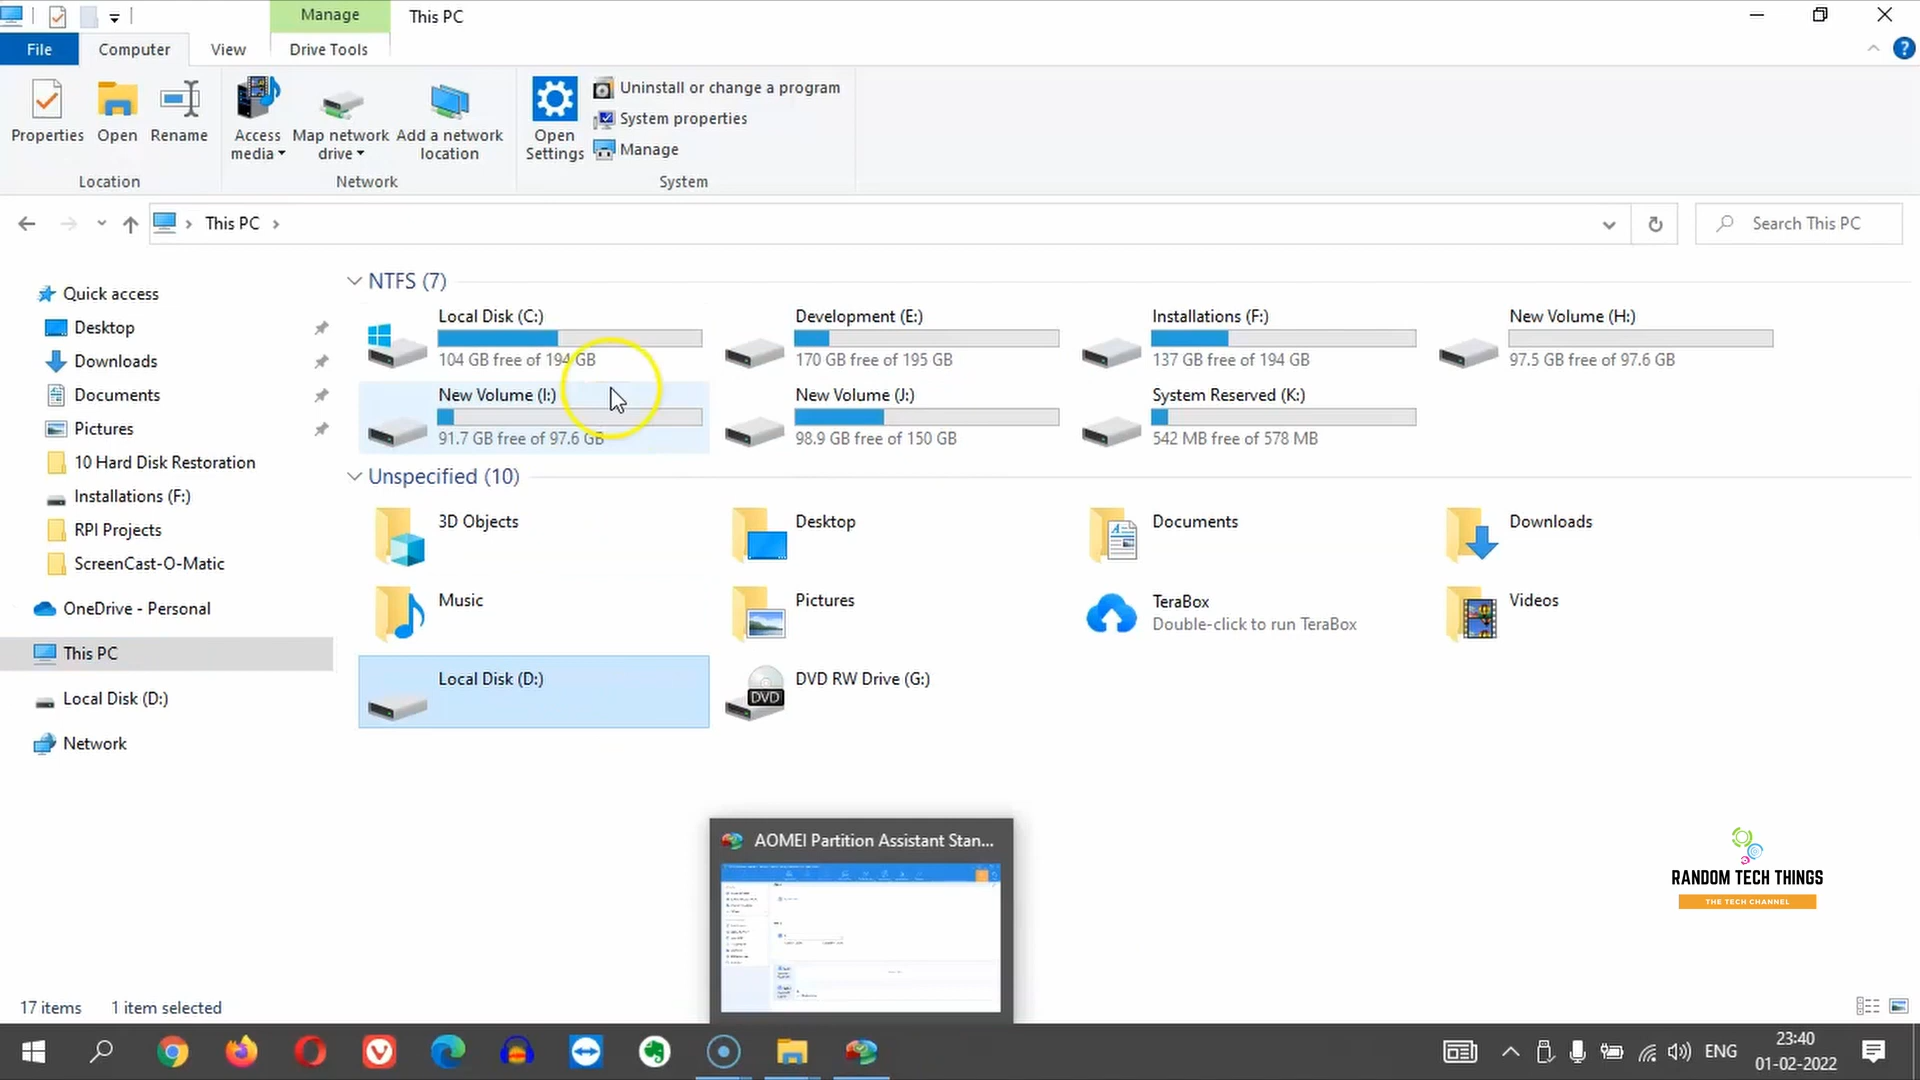 Manage
This PC
File
Computer
View
Drive Tools
Properties
Open
Rename
Access media
Map network drive
Add a network location
Open Settings
Uninstall or change a program
System properties
Manage
Location
Network
System
This PC
Search This PC
Quick access
Desktop
Downloads
Documents
Pictures
10 Hard Disk Restoration
Installations (F:)
RPI Projects
ScreenCast-O-Matic
OneDrive - Personal
This PC
Local Disk (D:)
Network
NTFS (7)
Local Disk (C:)
104 GB free of 194 GB
Development (E:)
170 GB free of 195 GB
Installations (F:)
137 GB free of 194 GB
New Volume (H:)
97.5 GB free of 97.6 GB
New Volume (I:)
91.7 GB free of 97.6 GB
New Volume (J:)
98.9 GB free of 150 GB
System Reserved (K:)
542 MB free of 578 MB
Unspecified (10)
3D Objects
Desktop
Documents
Downloads
Music
Pictures
TeraBox
Double-click to run TeraBox
Videos
Local Disk (D:)
DVD RW Drive (G:)
DVD
AOMEI Partition Assistant Stan...
RANDOM TECH THINGS
THE TECH CHANNEL
17 items
1 item selected
ENG
23:40
01-02-2022